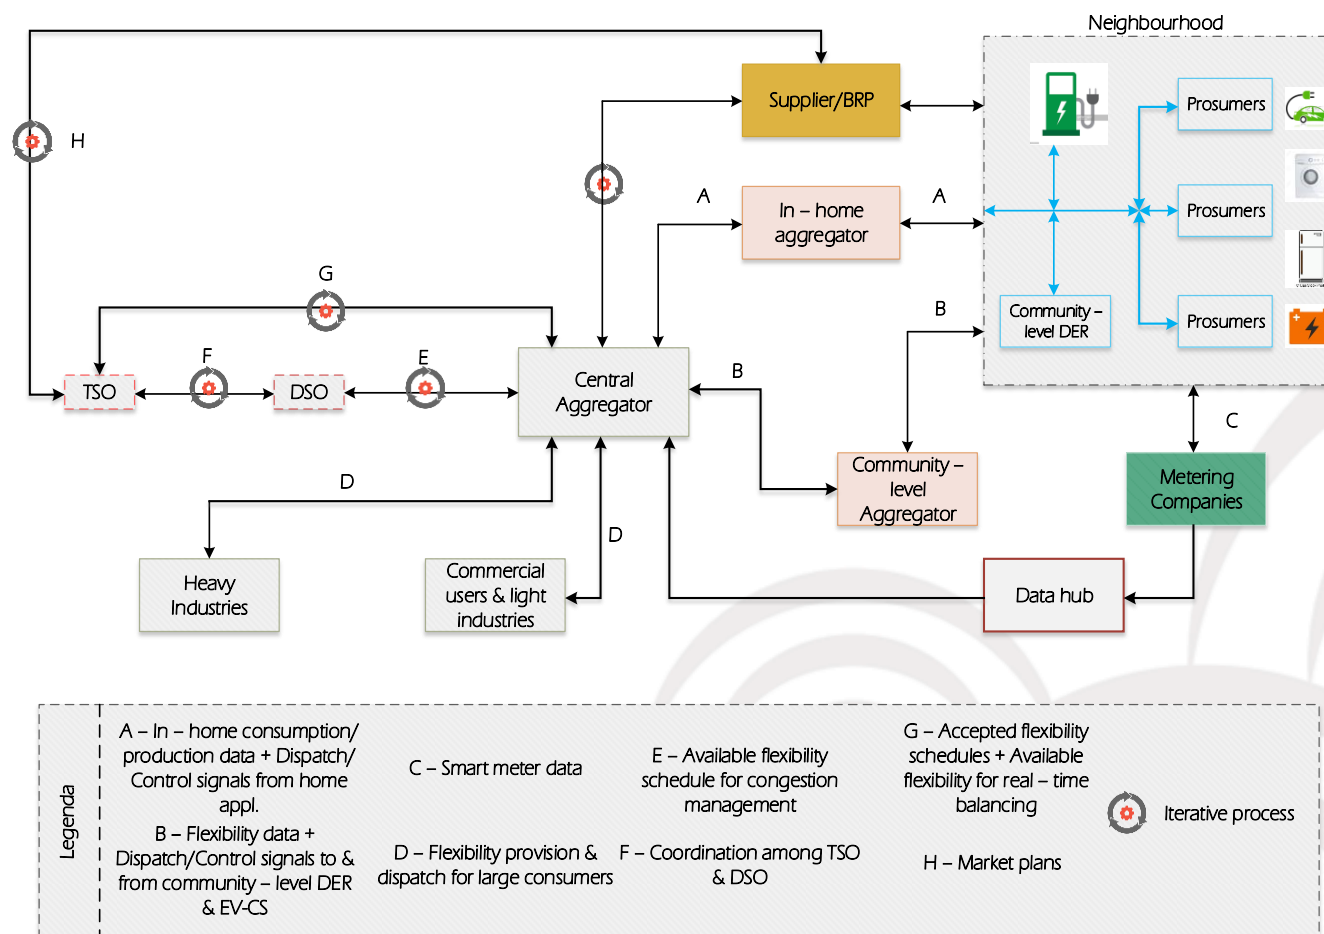 Neighbourhood
Supplier/BRP
Prosumers
H
A
A
In – home
aggregator
Prosumers
G
B
Community –
level DER
Prosumers
F
E
TSO
DSO
Central
Aggregator
B
C
D
Community –
level
Aggregator
Metering
Companies
D
Heavy
Industries
Commercial
users & light
industries
Data hub
Legenda
A – In – home consumption/
production data + Dispatch/
Control signals from home
appl.
B – Flexibility data +
Dispatch/Control signals to &
from community – level DER
& EV-CS
C – Smart meter data
D – Flexibility provision &
dispatch for large consumers
E – Available flexibility
schedule for congestion
management
F – Coordination among TSO
& DSO
G – Accepted flexibility
schedules + Available
flexibility for real – time
balancing
H – Market plans
Iterative process